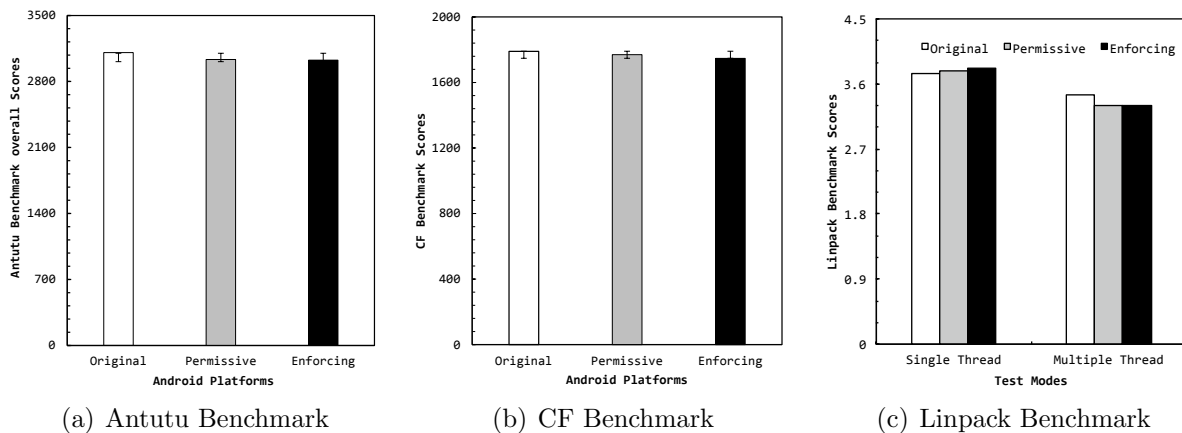 3500
2800
2100
1400
700
0
Antutu Benchmark overall Scores
Original Permissive Enforcing
Android Platforms
(a) Antutu Benchmark
2000
1600
1200
800
400
0
CF Benchmark Scores
Original Permissive Enforcing
Android Platforms
(b) CF Benchmark
4.5
3.6
2.7
1.8
0.9
0
Linpack Benchmark Scores
Original Permissive Enforcing
Single Thread Multiple Thread
Test Modes
(c) Linpack Benchmark